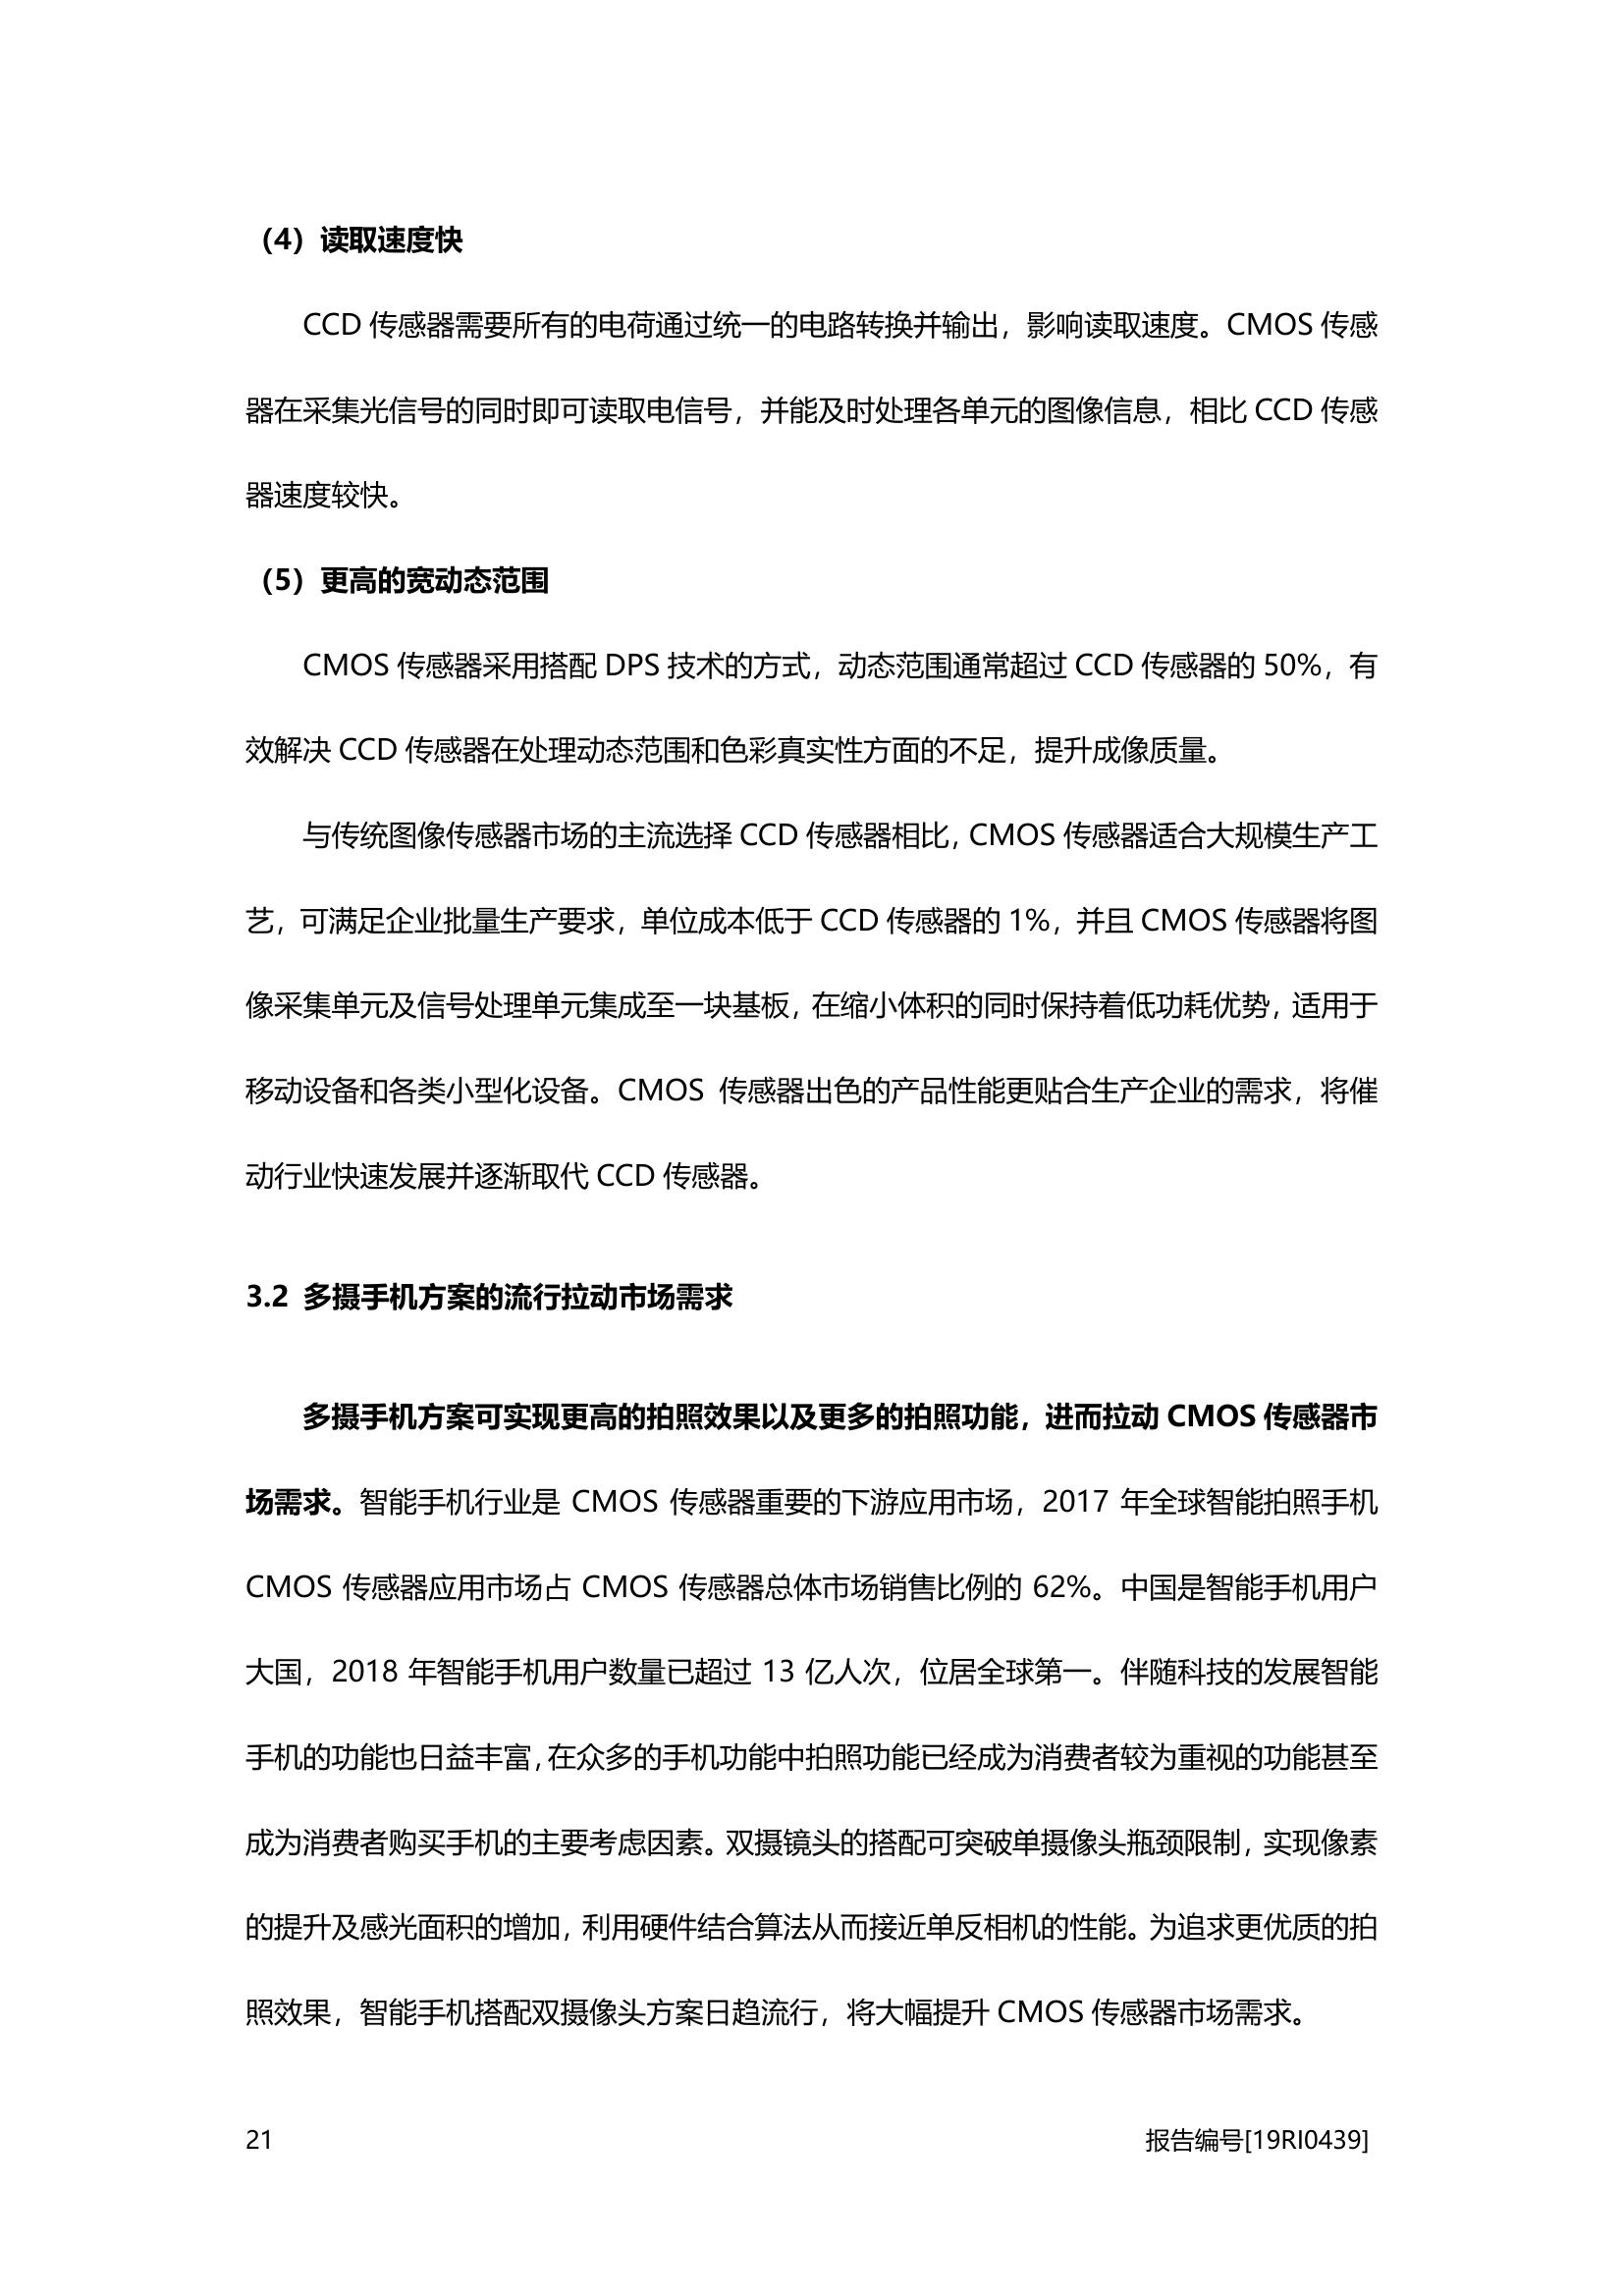 （4）读取速度快
CCD 传感器需要所有的电荷通过统一的电路转换并输出，影响读取速度。CMOS 传感
器在采集光信号的同时即可读取电信号，并能及时处理各单元的图像信息，相比 CCD 传感
器速度较快。
（5）更高的宽动态范围
CMOS 传感器采用搭配 DPS 技术的方式，动态范围通常超过 CCD 传感器的 50%，有
效解决 CCD 传感器在处理动态范围和色彩真实性方面的不足，提升成像质量。
与传统图像传感器市场的主流选择 CCD 传感器相比，CMOS 传感器适合大规模生产工
艺，可满足企业批量生产要求，单位成本低于 CCD 传感器的 1%，并且 CMOS 传感器将图
像采集单元及信号处理单元集成至一块基板，在缩小体积的同时保持着低功耗优势，适用于
移动设备和各类小型化设备。CMOS 传感器出色的产品性能更贴合生产企业的需求，将催
动行业快速发展并逐渐取代 CCD 传感器。
3.2 多摄手机方案的流行拉动市场需求
多摄手机方案可实现更高的拍照效果以及更多的拍照功能，进而拉动 CMOS 传感器市
场需求。智能手机行业是 CMOS 传感器重要的下游应用市场，2017 年全球智能拍照手机
CMOS 传感器应用市场占 CMOS 传感器总体市场销售比例的 62%。中国是智能手机用户
大国，2018 年智能手机用户数量已超过 13 亿人次，位居全球第一。伴随科技的发展智能
手机的功能也日益丰富，在众多的手机功能中拍照功能已经成为消费者较为重视的功能甚至
成为消费者购买手机的主要考虑因素。双摄镜头的搭配可突破单摄像头瓶颈限制，实现像素
的提升及感光面积的增加，利用硬件结合算法从而接近单反相机的性能。为追求更优质的拍
照效果，智能手机搭配双摄像头方案日趋流行，将大幅提升 CMOS 传感器市场需求。
21 报告编号[19RI0439]